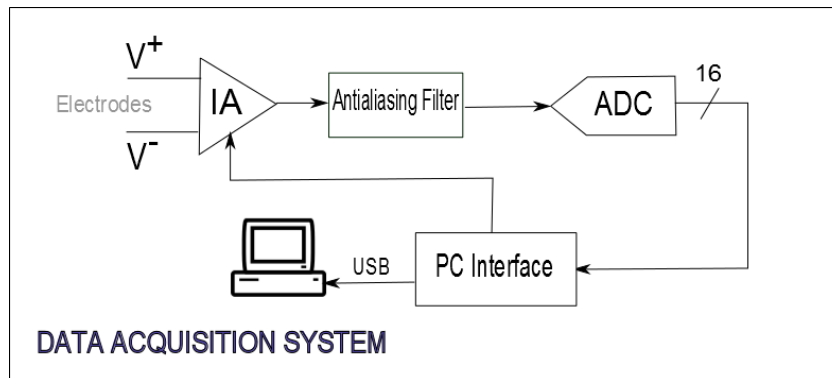 V+
Electrodes
V-
IA
Antialiasing Filter
ADC
16
USB
PC Interface
DATA ACQUISITION SYSTEM